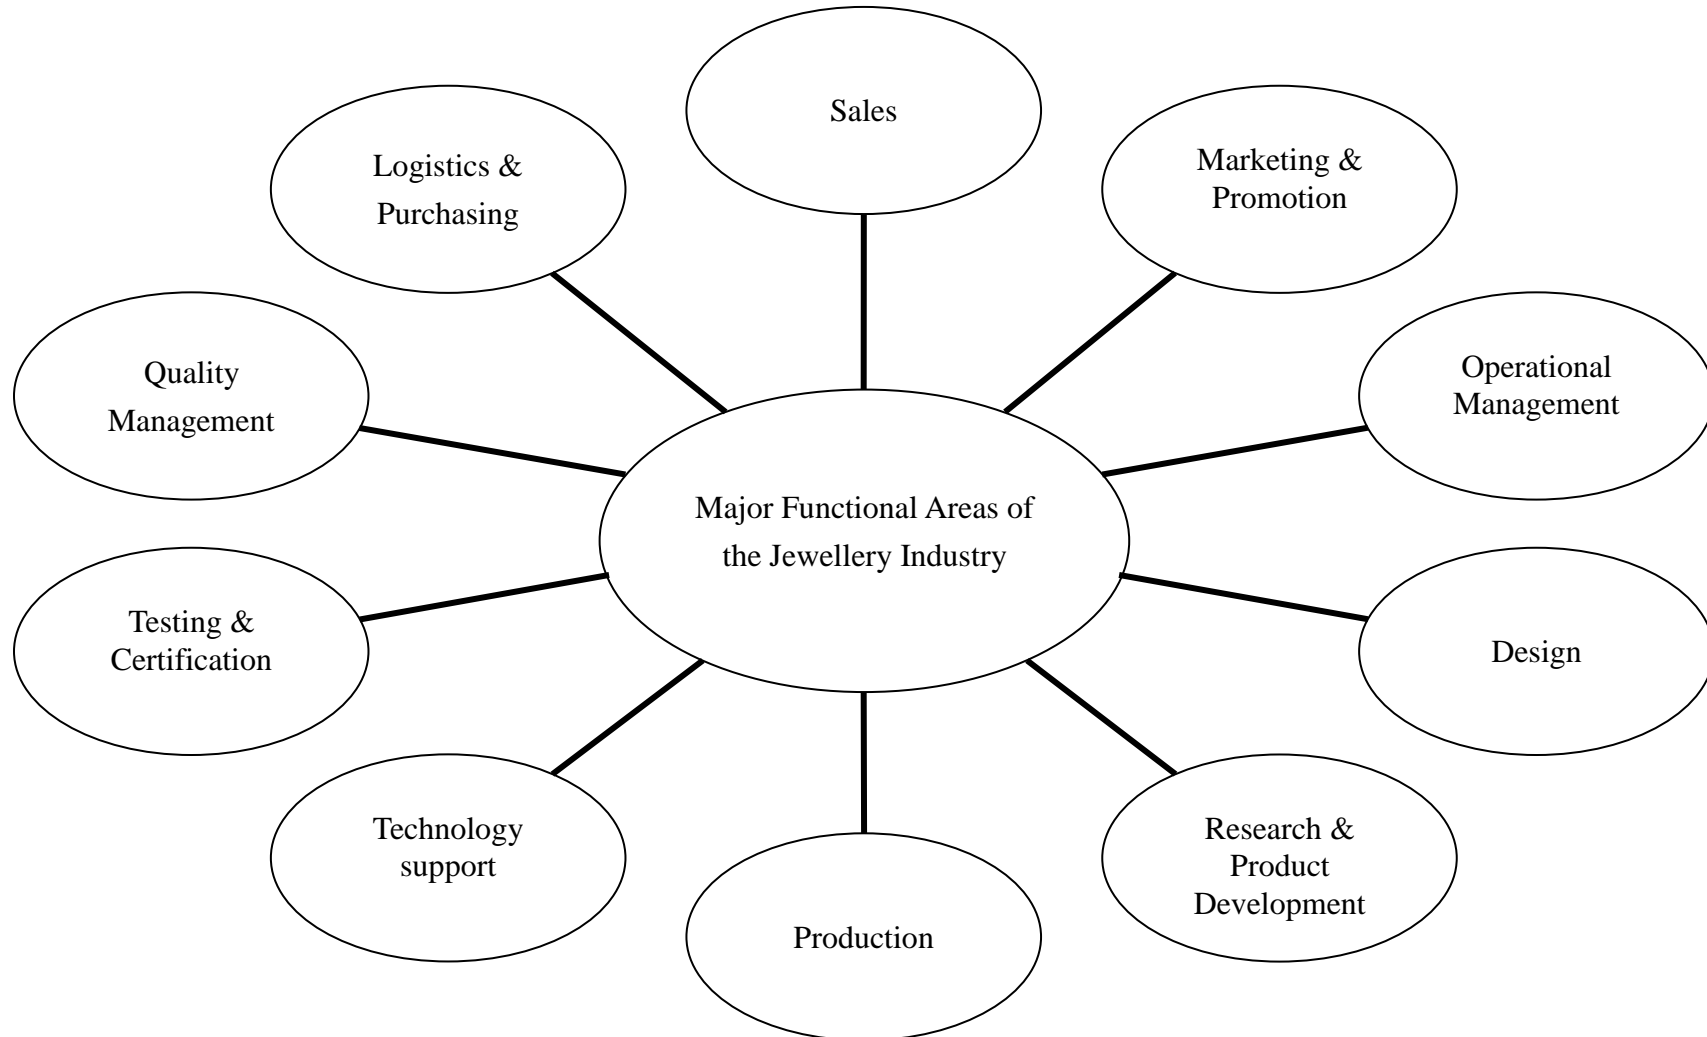 Sales
Logistics &
Purchasing
Marketing &
Promotion
Quality
Management
Operational
Management
Major Functional Areas of
the Jewellery Industry
Testing &
Certification
Design
Technology
support
Research &
Product
Development
Production